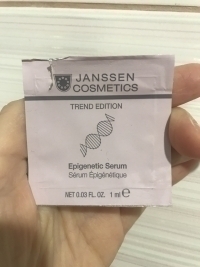 JANSSEN
COSMETICS
TREND EDITION
Epigenetic Serum
Sérum Épigénétique
NET 0.03 FL. OZ. 1 ml ℮